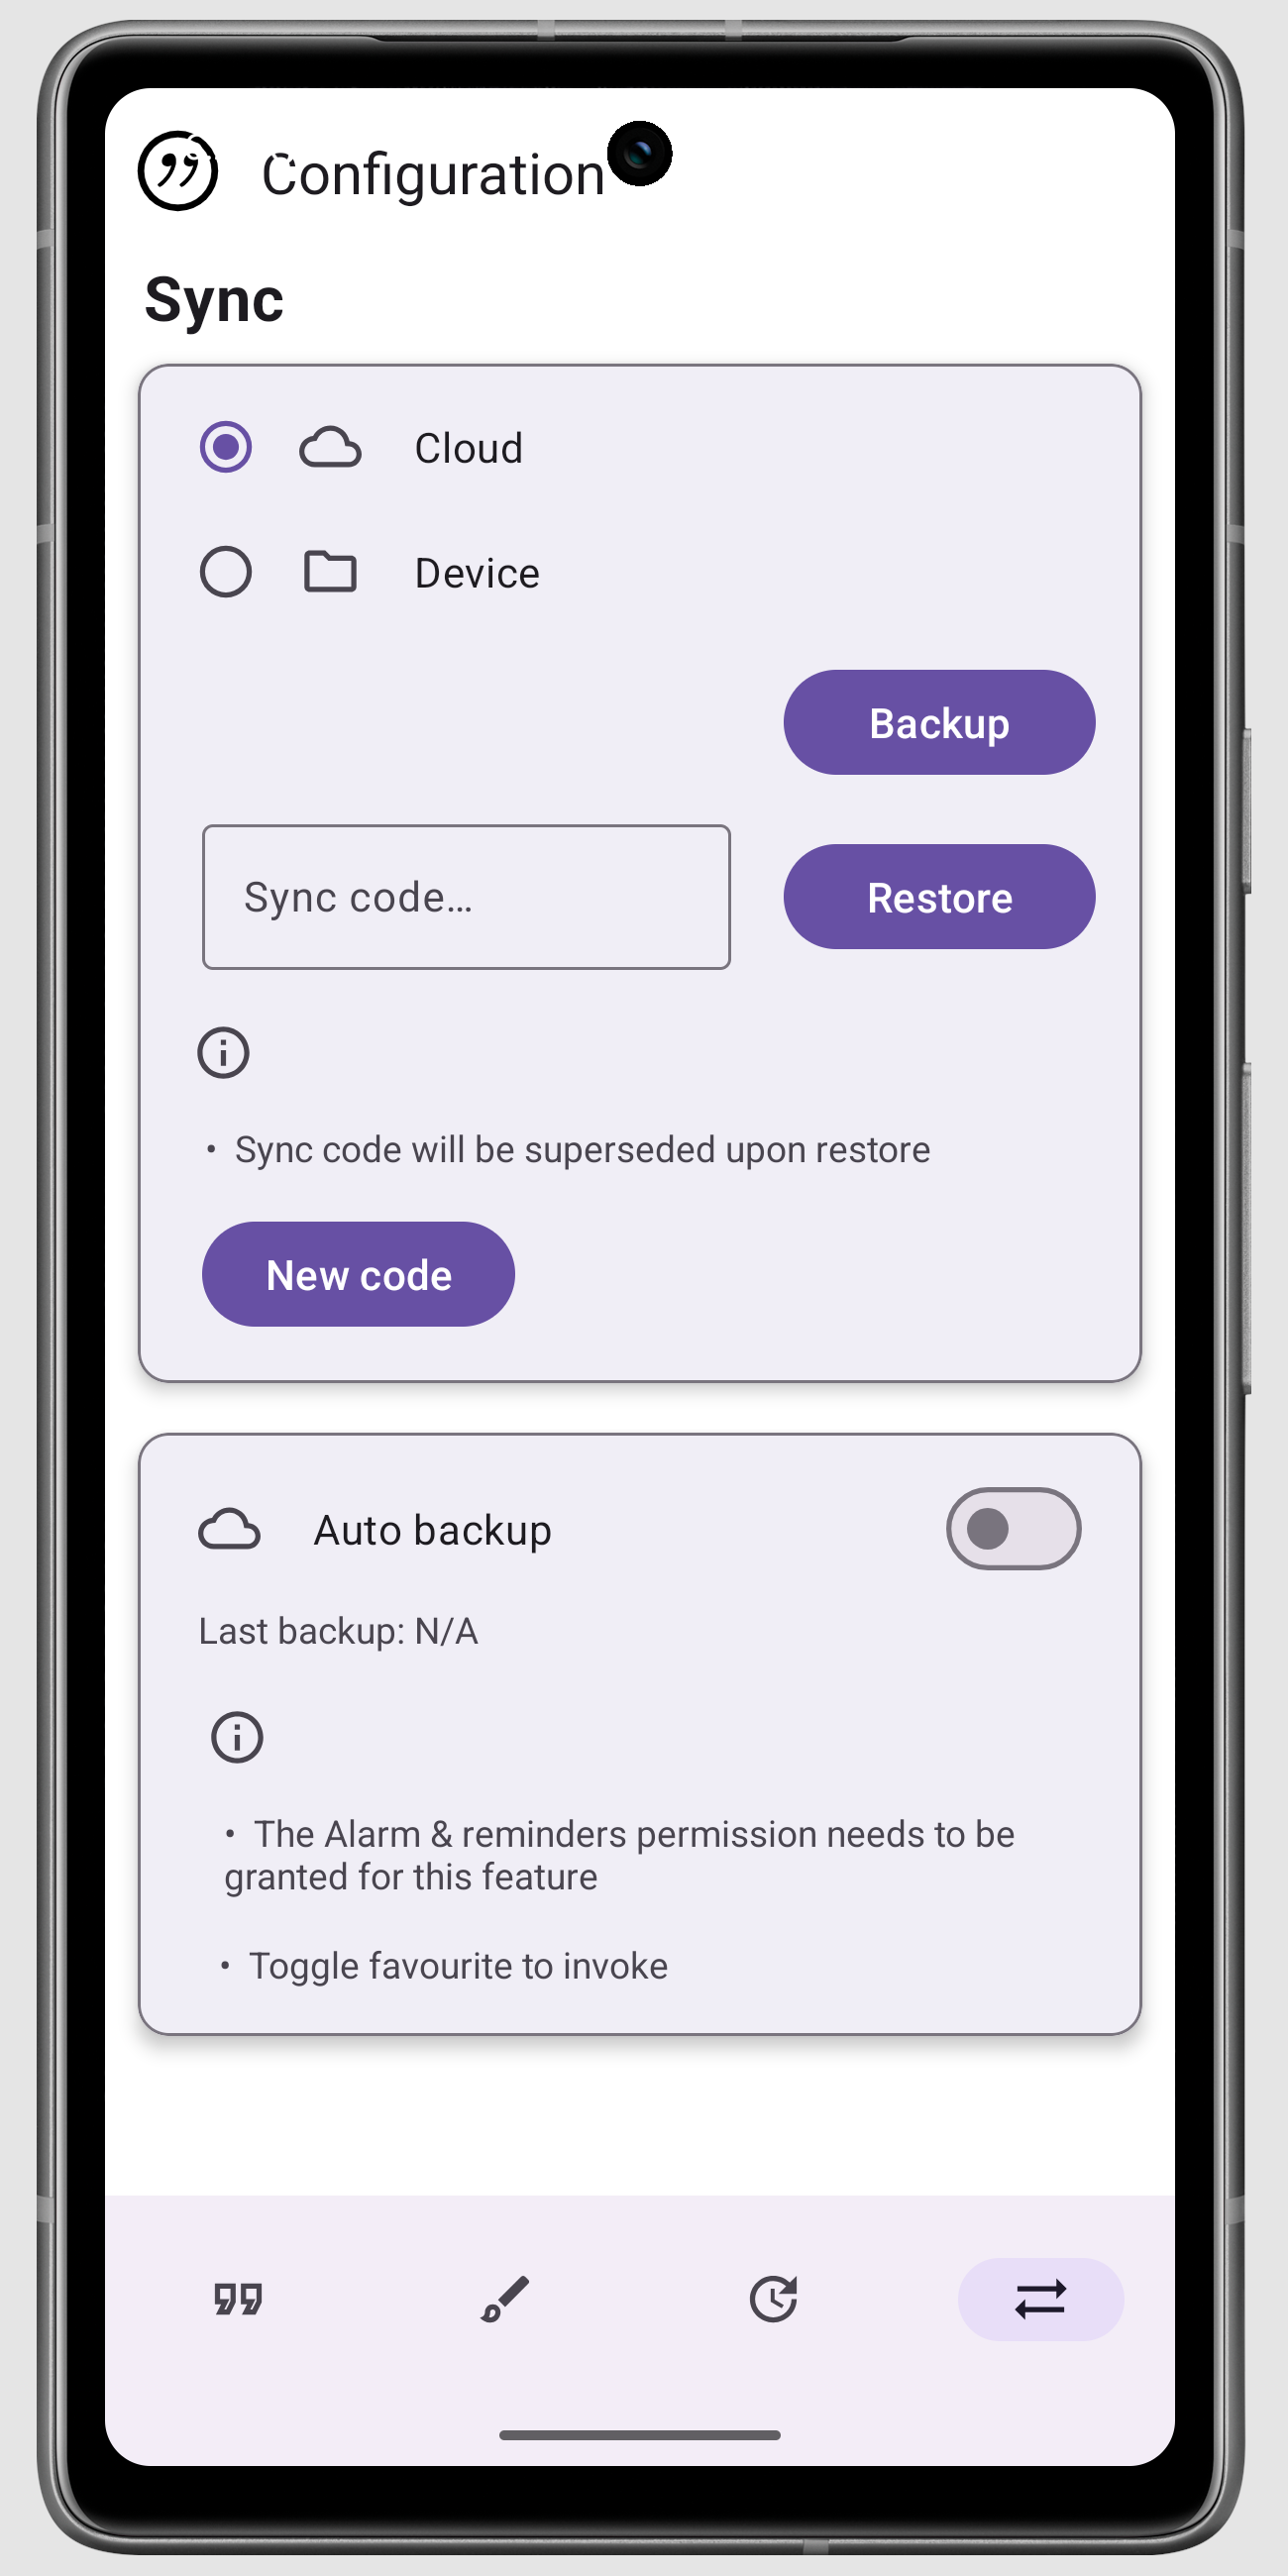 Configuration
Sync
Cloud
Device
Backup
Sync code…
Restore
• Sync code will be superseded upon restore
New code
Auto backup
Last backup: N/A
• The Alarm & reminders permission needs to be
granted for this feature
• Toggle favourite to invoke